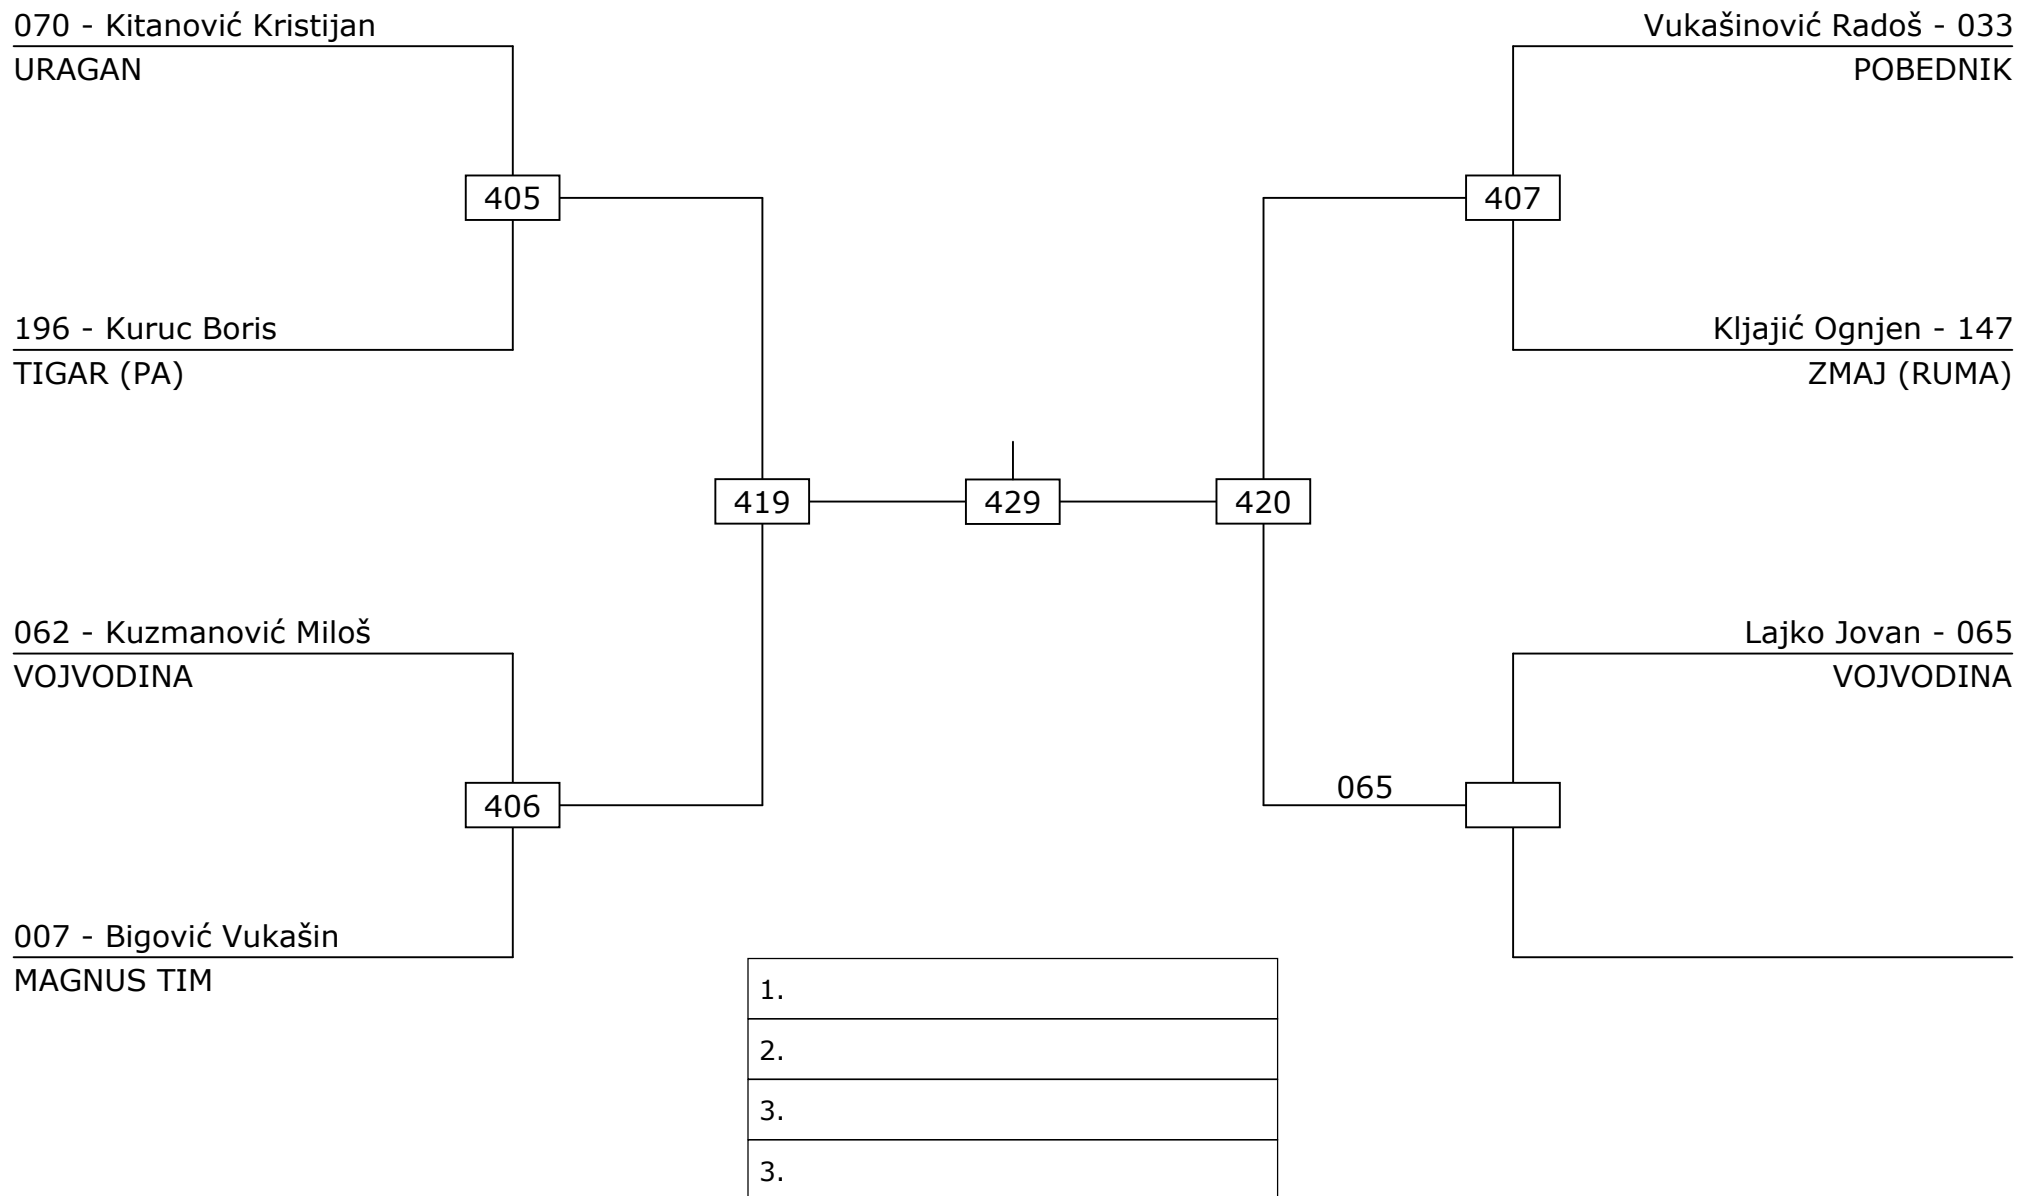 070 - Kitanović Kristijan
URAGAN
405
196 - Kuruc Boris
TIGAR (PA)
419
062 - Kuzmanović Miloš
VOJVODINA
406
007 - Bigović Vukašin
MAGNUS TIM
429
Vukašinović Radoš - 033
POBEDNIK
407
Kljajić Ognjen - 147
ZMAJ (RUMA)
420
Lajko Jovan - 065
VOJVODINA
065
1.
2.
3.
3.